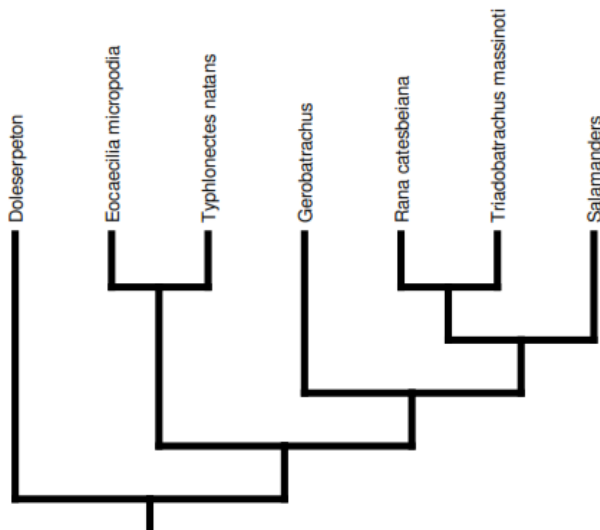 Doleserpeton
Eocaecilia micropodia
Typhlonectes natans
Gerobatrachus
Rana catesbeiana
Triadobatrachus massinoti
Salamanders